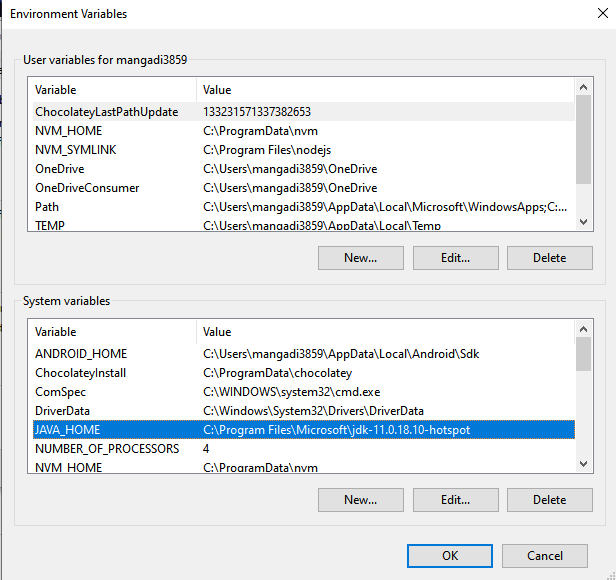 Environment Variables
User variables for mangadi3859
Variable Value
ChocolateyLastPathUpdate 133231571337382653
NVM_HOME C:\ProgramData\nvm
NVM_SYMLINK C:\Program Files\nodejs
OneDrive C:\Users\mangadi3859\OneDrive
OneDriveConsumer C:\Users\mangadi3859\OneDrive
Path C:\Users\mangadi3859\AppData\Local\Microsoft\WindowsApps;C:...
TEMP C:\Users\mangadi3859\AppData\Local\Temp
New... Edit... Delete
System variables
Variable Value
ANDROID_HOME C:\Users\mangadi3859\AppData\Local\Android\Sdk
ChocolateyInstall C:\ProgramData\chocolatey
ComSpec C:\WINDOWS\system32\cmd.exe
DriverData C:\Windows\System32\Drivers\DriverData
JAVA_HOME C:\Program Files\Microsoft\jdk-11.0.18.10-hotspot
NUMBER_OF_PROCESSORS 4
NVM_HOME C:\ProgramData\nvm
New... Edit... Delete
OK Cancel